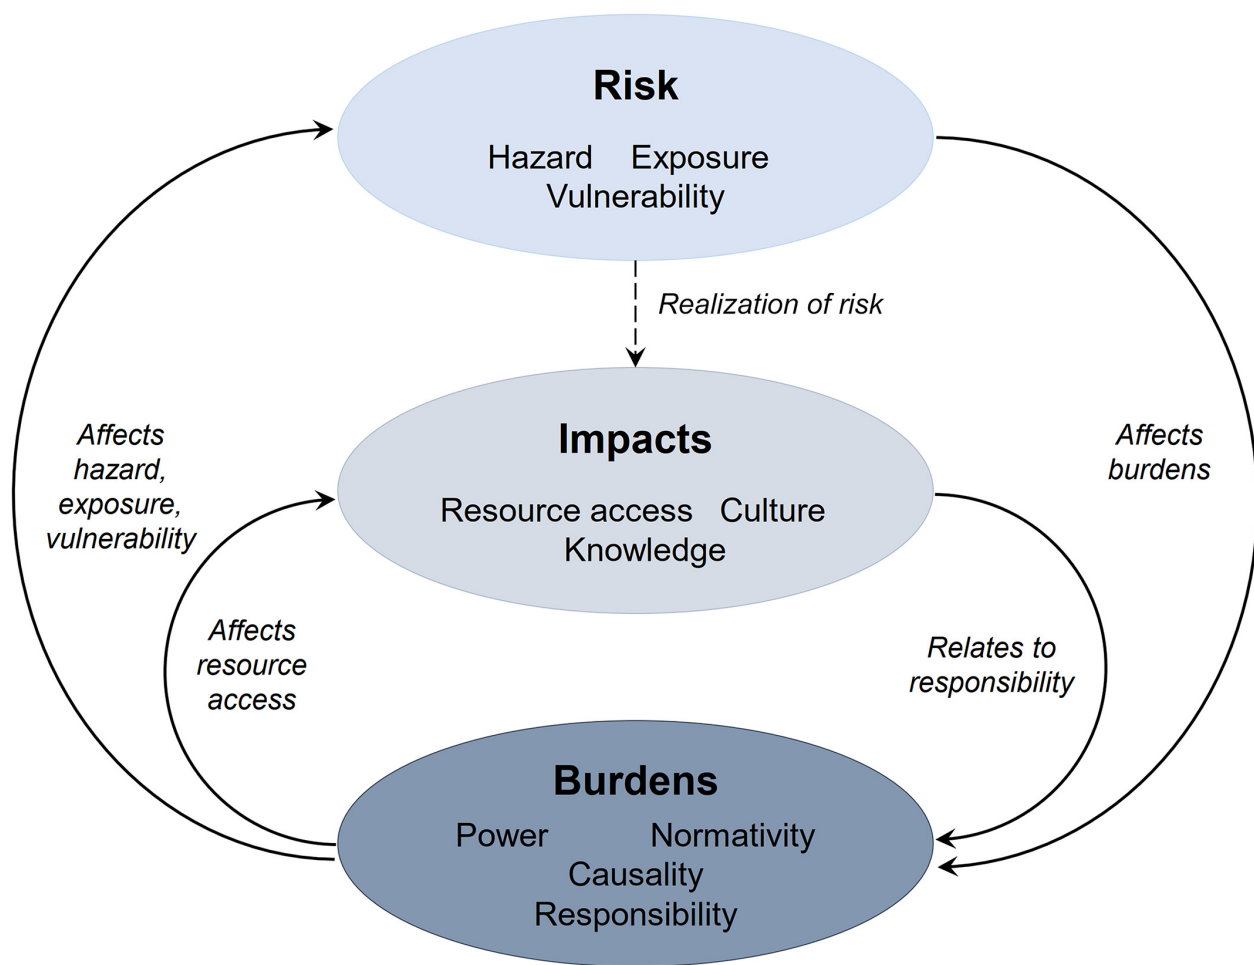 Risk
Hazard Exposure
Vulnerability
Realization of risk
Affects
hazard,
exposure,
vulnerability
Affects
burdens
Impacts
Resource access Culture
Knowledge
Affects
resource
access
Relates to
responsibility
Burdens
Power Normativity
Causality
Responsibility